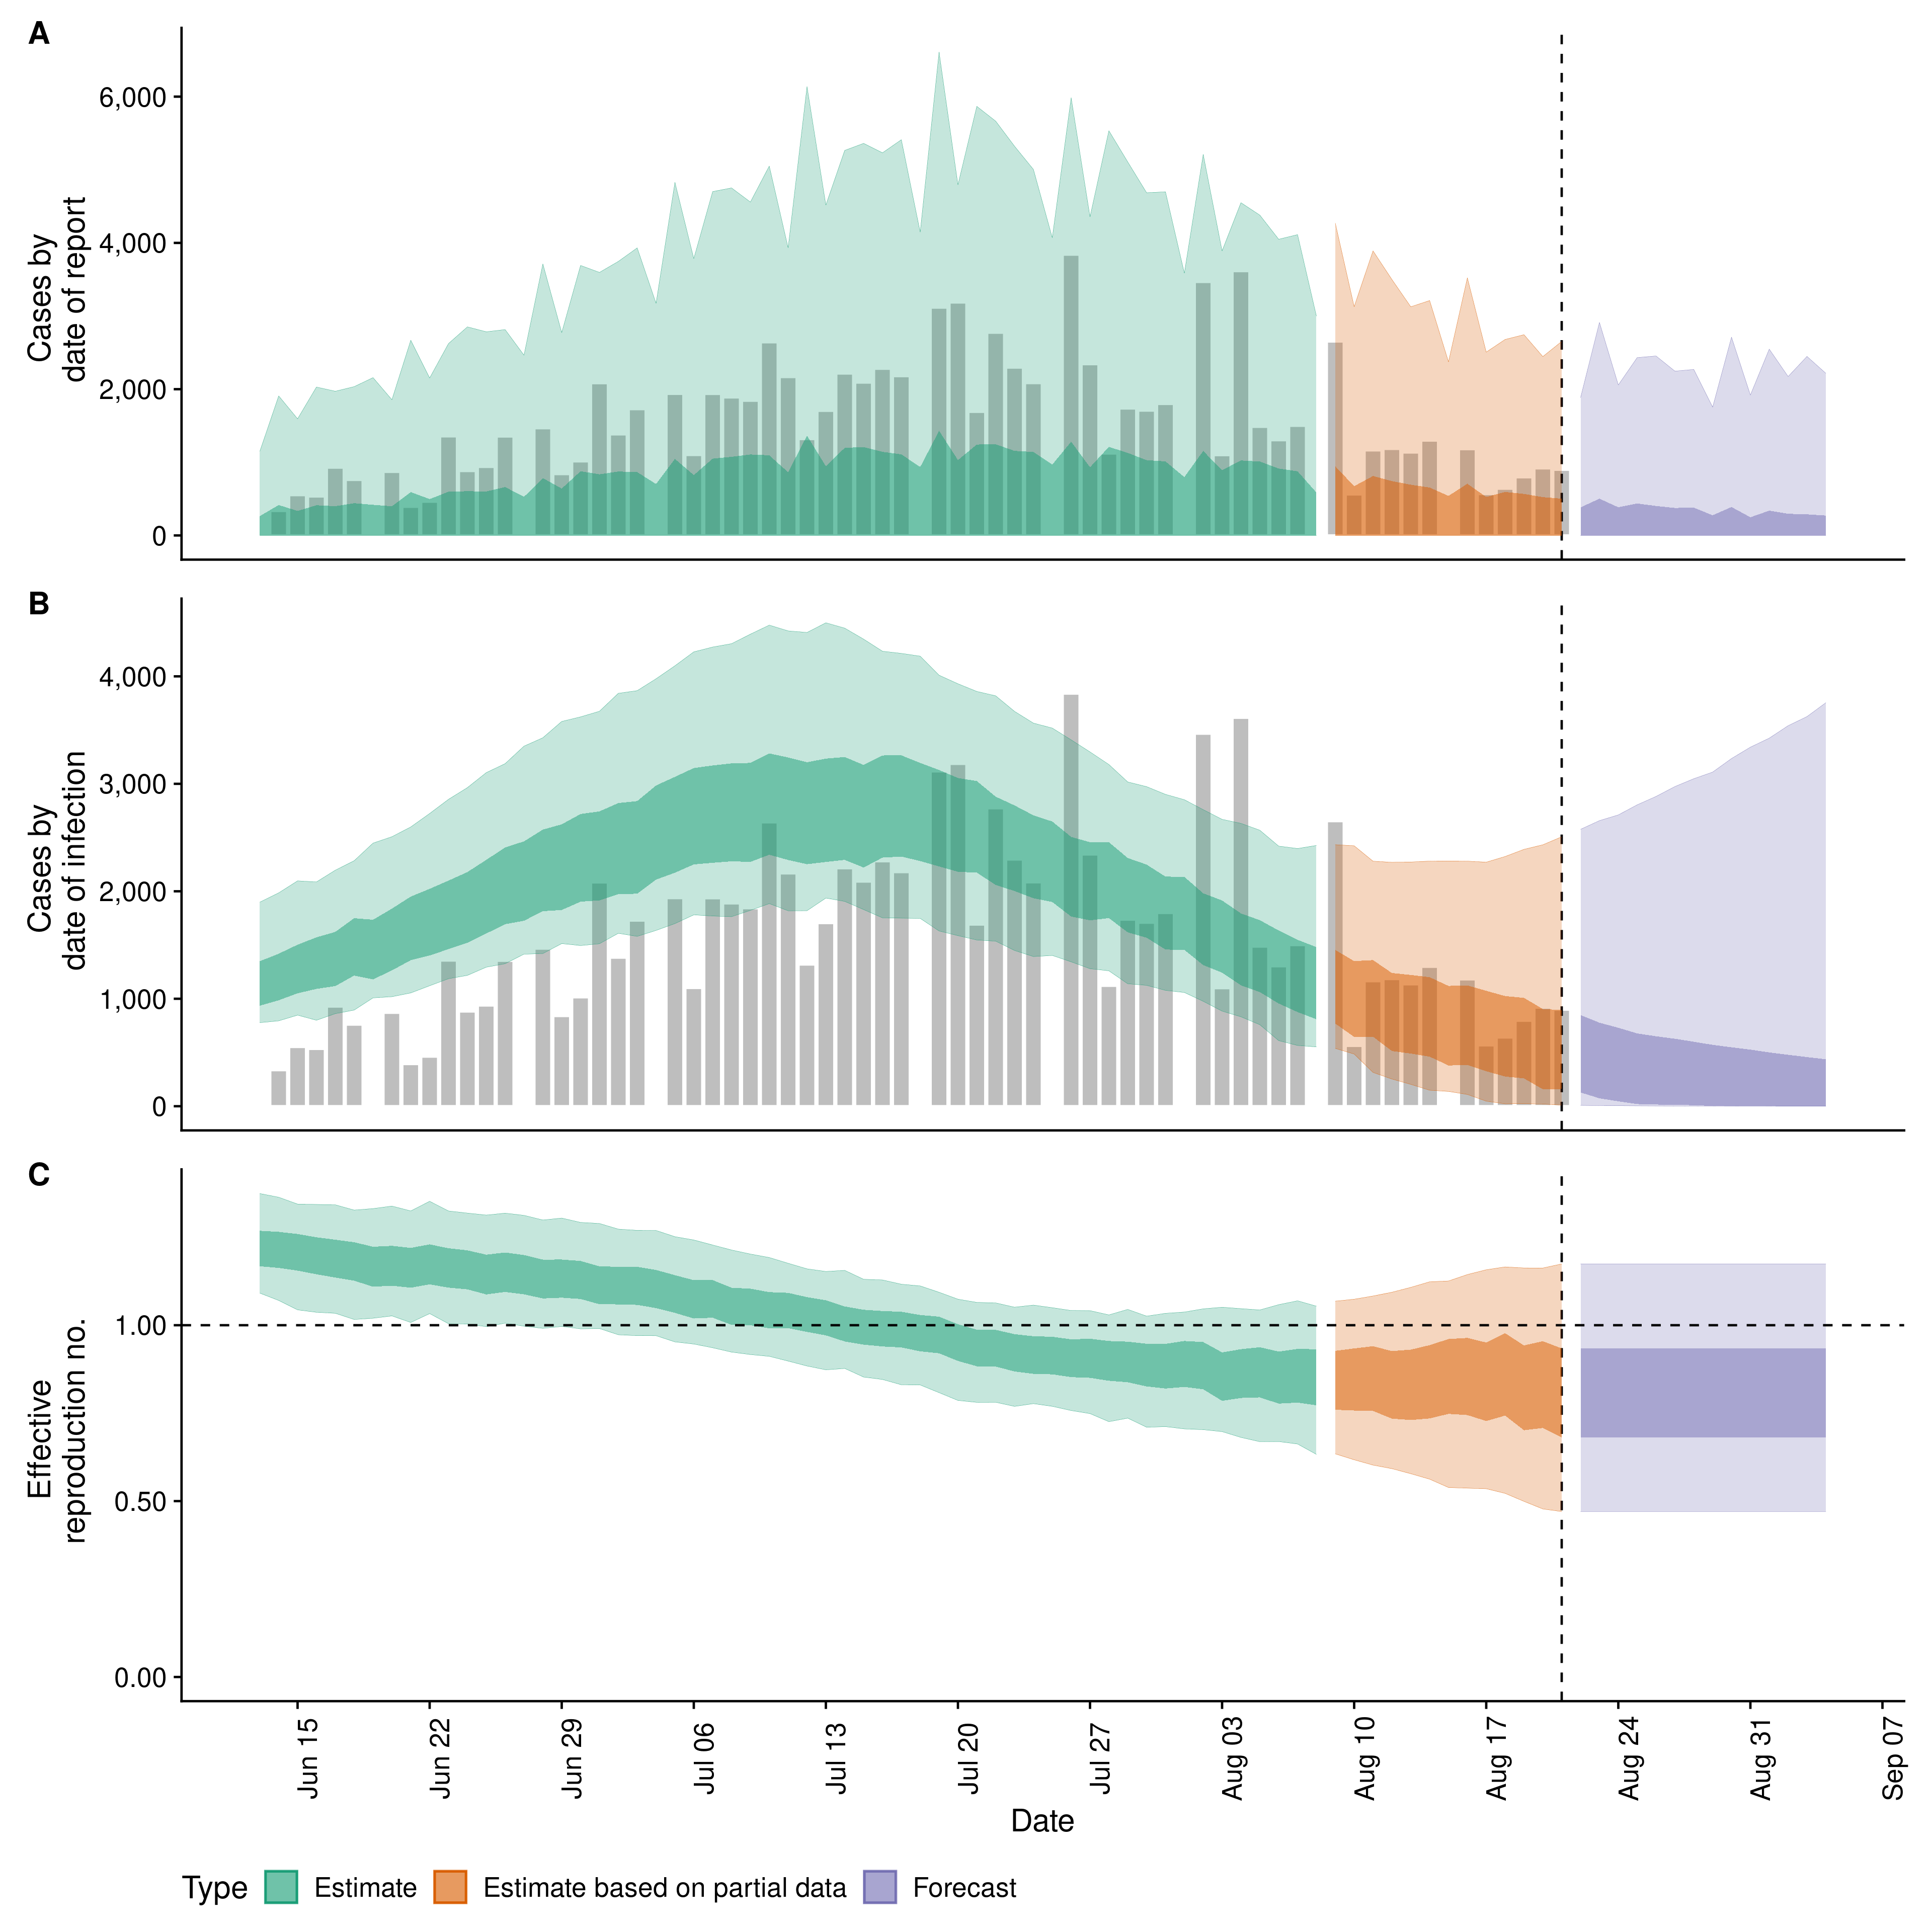 A
Cases by
date of report
6,000
4,000
2,000
0
B
Cases by
date of infection
4,000
3,000
2,000
1,000
0
C
Effective
reproduction no.
1.00
0.50
0.00
Jun 15
Jun 22
Jun 29
Jul 06
Jul 13
Jul 20
Jul 27
Aug 03
Aug 10
Aug 17
Aug 24
Aug 31
Sep 07
Date
Type
Estimate
Estimate based on partial data
Forecast